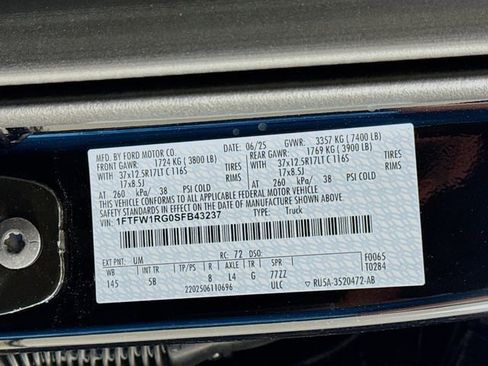 MFD. BY FORD MOTOR CO.
DATE: 06/25 GVWR: 3357 KG (7400 LB)
FRONT GAWR: 1724 KG (3800 LB) REAR GAWR: 1769 KG (3900 LB)
WITH 37x12.5R17LT C 116S TIRES WITH 37x12.5R17LT C 116S TIRES
17x8.5J RIMS 17x8.5J RIMS
AT 260 kPa/ 38 PSI COLD AT 260 kPa/ 38 PSI COLD
THIS VEHICLE CONFORMS TO ALL APPLICABLE FEDERAL MOTOR VEHICLE
SAFETY STANDARDS IN EFFECT ON THE DATE OF MANUFACTURE SHOWN ABOVE.
VIN: 1FTFW1RG0SFB43237 TYPE: Truck
EXT PNT: UM RC: 72 DSO: F0065
WB INT TR TP/PS R AXLE TR SPR T0284
145 5B 8 L4 G 77ZZ
2202506110696 ULC ▽ RU5A-3520472-AB